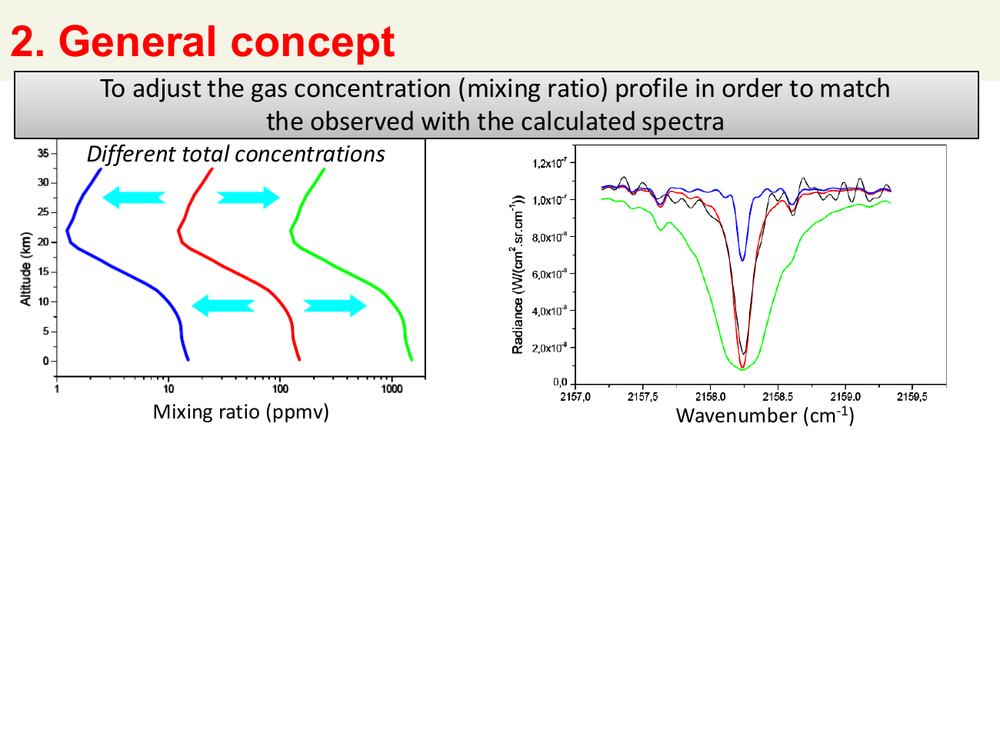 2. General concept
To adjust the gas concentration (mixing ratio) profile in order to match
the observed with the calculated spectra
Different total concentrations
35
30
25
20
15
10
5
0
Altitude (km)
1 10 100 1000
Mixing ratio (ppmv)
1,2x10⁻⁷
1,0x10⁻⁷
8,0x10⁻⁸
6,0x10⁻⁸
4,0x10⁻⁸
2,0x10⁻⁸
0,0
Radiance (W/(cm².sr.cm⁻¹))
2157,0 2157,5 2158,0 2158,5 2159,0 2159,5
Wavenumber (cm⁻¹)